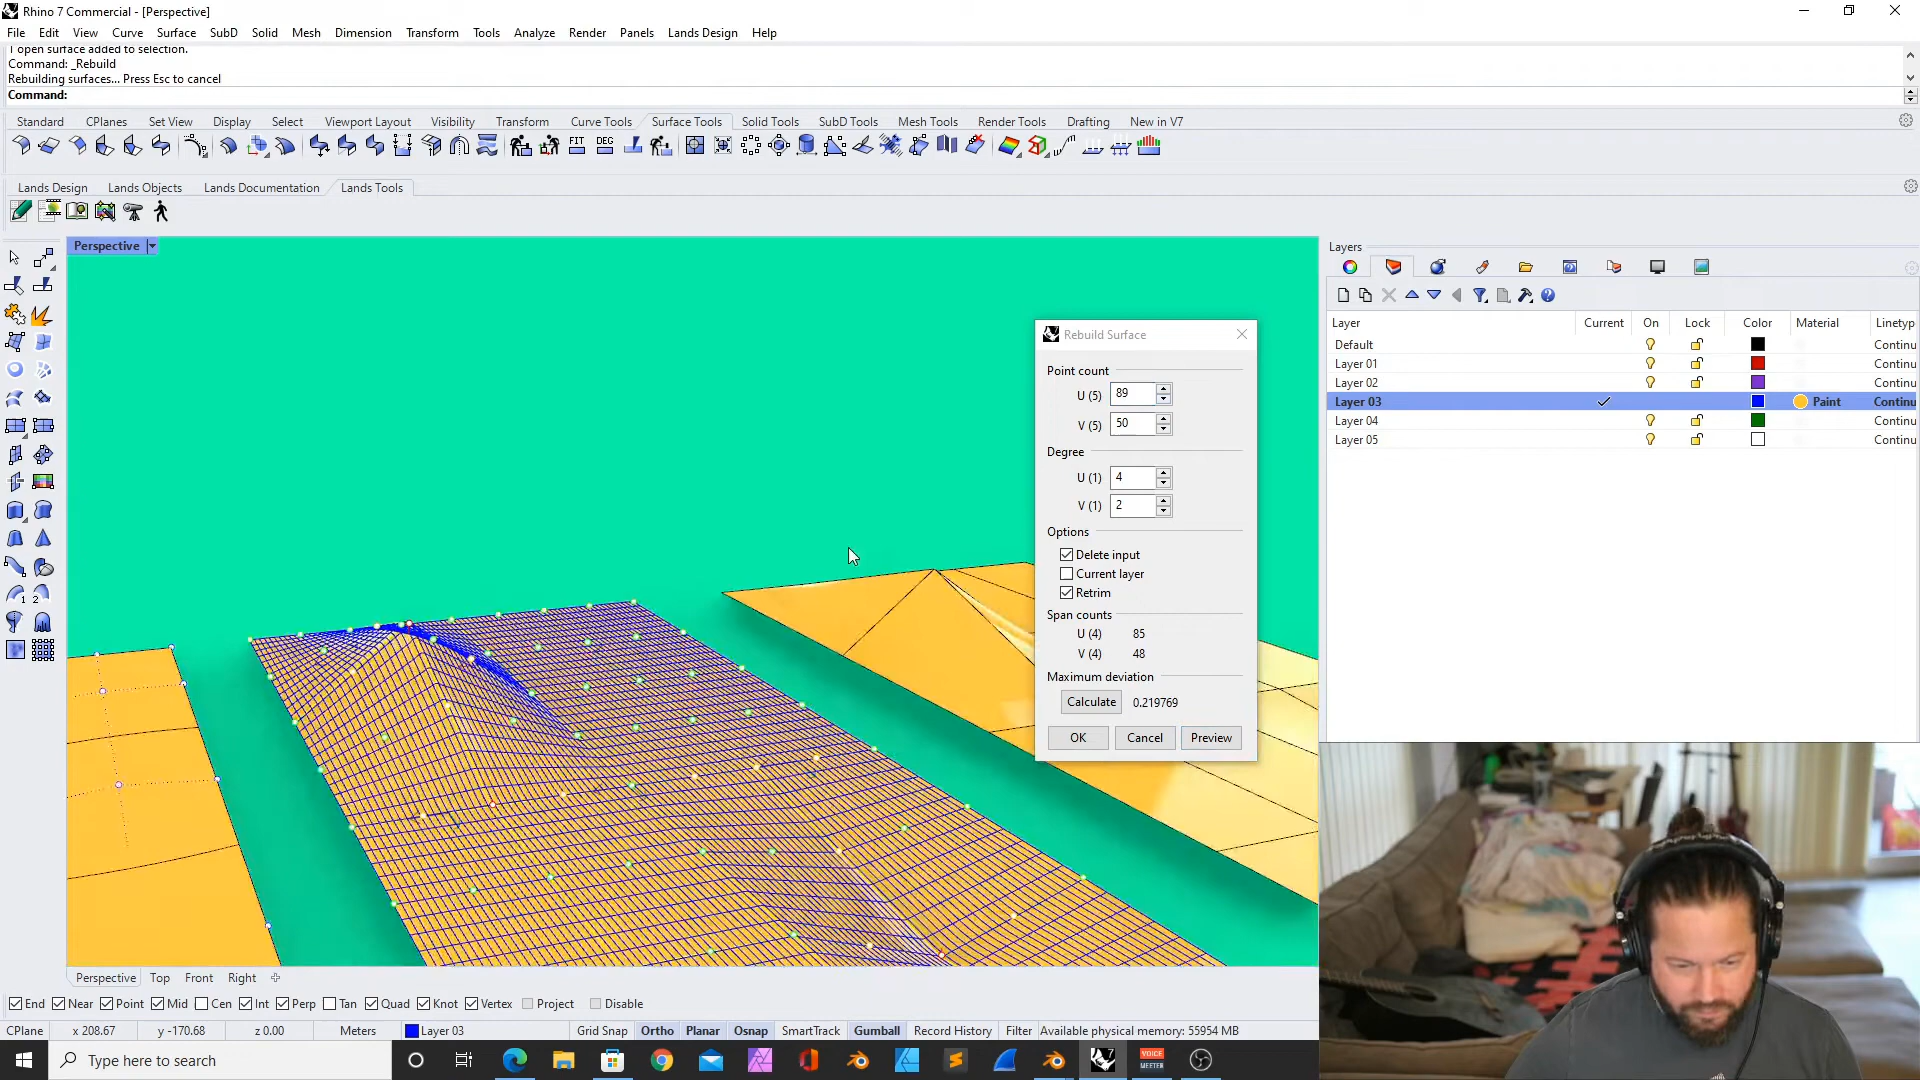 Rhino 7 Commercial - [Perspective]
File Edit View Curve Surface SubD Solid Mesh Dimension Transform Tools Analyze Render Panels Lands Design Help
1 open surface added to selection.
Command: _Rebuild
Rebuilding surfaces... Press Esc to cancel
Command:
Standard CPlanes Set View Display Select Viewport Layout Visibility Transform Curve Tools Surface Tools Solid Tools SubD Tools Mesh Tools Render Tools Drafting New in V7
FIT DEG
Lands Design Lands Objects Lands Documentation Lands Tools
Perspective
Rebuild Surface
Point count
U (5) 89
V (5) 50
Degree
U (1) 4
V (1) 2
Options
Delete input
Current layer
Retrim
Span counts
U (4) 85
V (4) 48
Maximum deviation
Calculate 0.219769
OK Cancel Preview
Layers
Layer Current On Lock Color Material Linetyp
Default Continu
Layer 01 Continu
Layer 02 Continu
Layer 03 Paint Continu
Layer 04 Continu
Layer 05 Continu
Perspective Top Front Right
End Near Point Mid Cen Int Perp Tan Quad Knot Vertex Project Disable
CPlane x 208.67 y -170.68 z 0.00 Meters Layer 03 Grid Snap Ortho Planar Osnap SmartTrack Gumball Record History Filter Available physical memory: 55954 MB
Type here to search
VOICE
MEETER